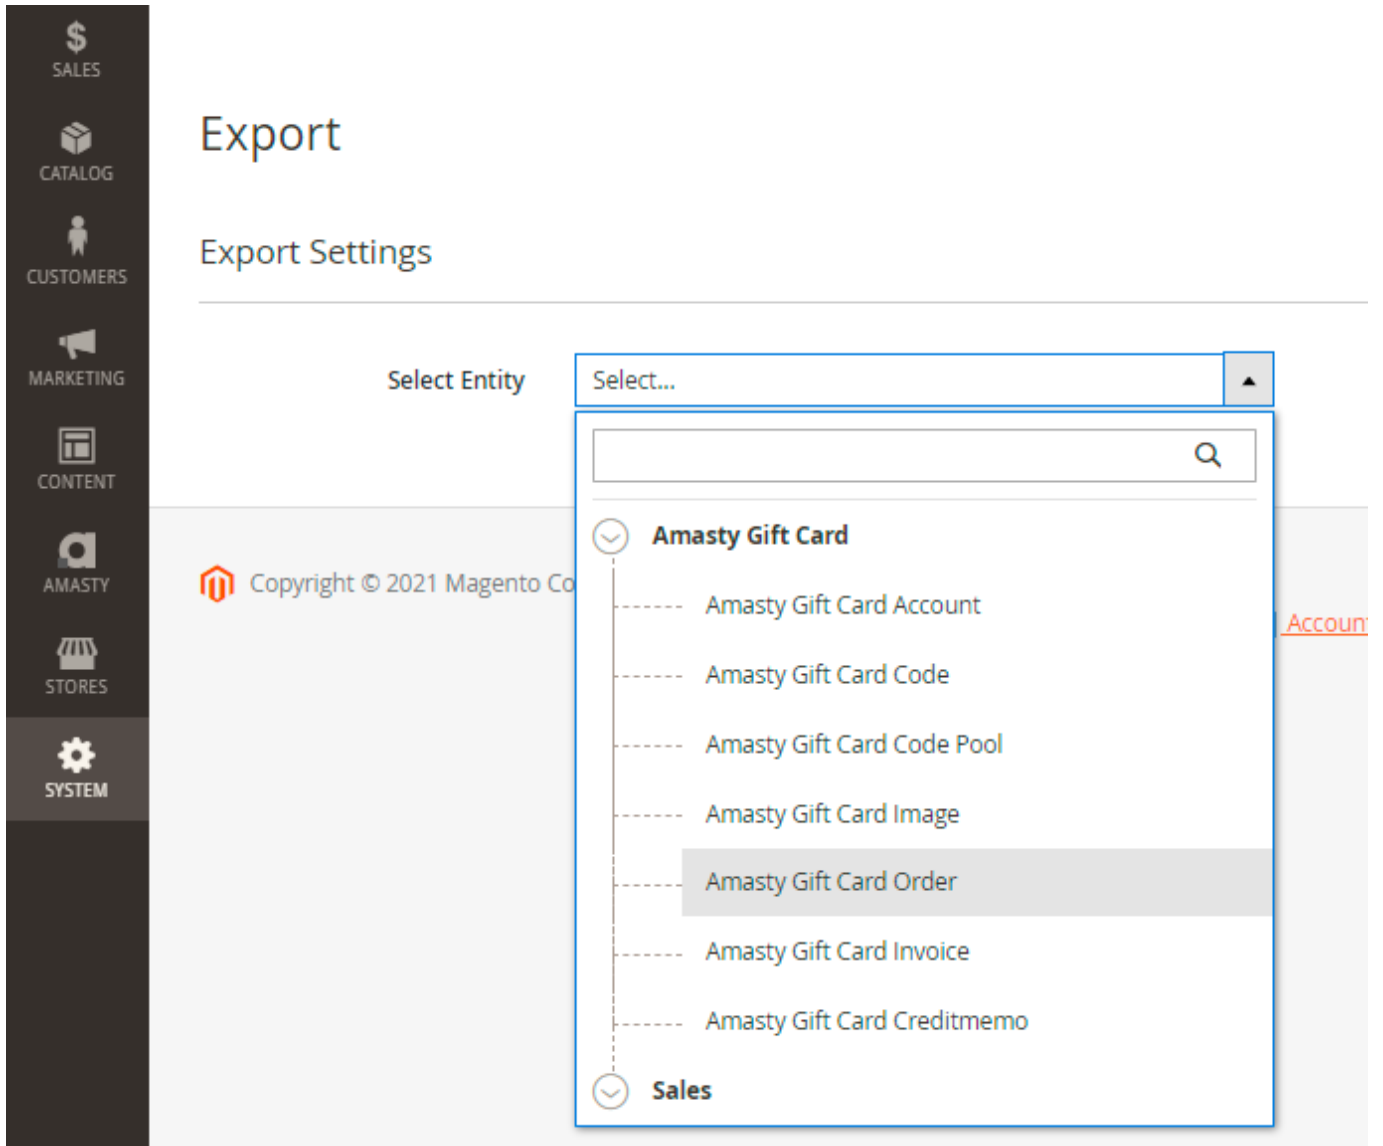 SALES
CATALOG
CUSTOMERS
MARKETING
CONTENT
AMASTY
STORES
SYSTEM
Export
Export Settings
Select Entity
Select...
Amasty Gift Card
Amasty Gift Card Account
Amasty Gift Card Code
Amasty Gift Card Code Pool
Amasty Gift Card Image
Amasty Gift Card Order
Amasty Gift Card Invoice
Amasty Gift Card Creditmemo
Sales
Copyright © 2021 Magento Co
Account